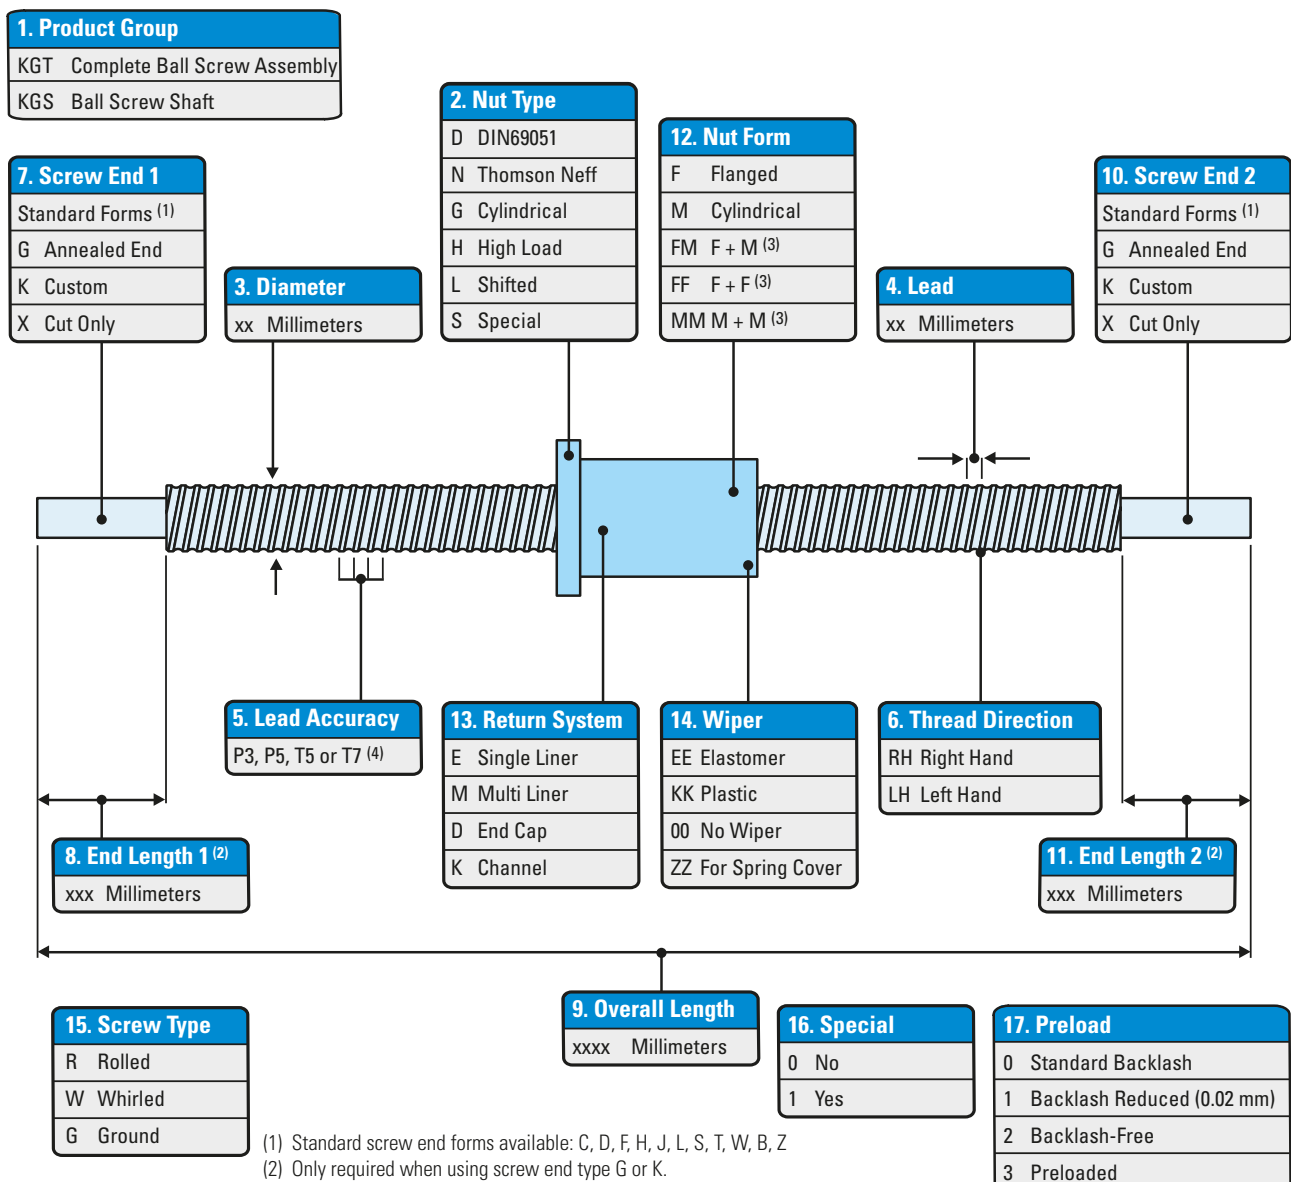 1. Product Group
KGT Complete Ball Screw Assembly
KGS Ball Screw Shaft
2. Nut Type
D DIN69051
N Thomson Neff
G Cylindrical
H High Load
L Shifted
S Special
12. Nut Form
F Flanged
M Cylindrical
FM F + M (3)
FF F + F (3)
MM M + M (3)
7. Screw End 1
Standard Forms (1)
G Annealed End
K Custom
X Cut Only
10. Screw End 2
Standard Forms (1)
G Annealed End
K Custom
X Cut Only
3. Diameter
xx Millimeters
4. Lead
xx Millimeters
5. Lead Accuracy
P3, P5, T5 or T7 (4)
13. Return System
E Single Liner
M Multi Liner
D End Cap
K Channel
14. Wiper
EE Elastomer
KK Plastic
00 No Wiper
ZZ For Spring Cover
6. Thread Direction
RH Right Hand
LH Left Hand
8. End Length 1 (2)
xxx Millimeters
11. End Length 2 (2)
xxx Millimeters
9. Overall Length
xxxx Millimeters
15. Screw Type
R Rolled
W Whirled
G Ground
16. Special
0 No
1 Yes
17. Preload
0 Standard Backlash
1 Backlash Reduced (0.02 mm)
2 Backlash-Free
3 Preloaded
(1) Standard screw end forms available: C, D, F, H, J, L, S, T, W, B, Z
(2) Only required when using screw end type G or K.